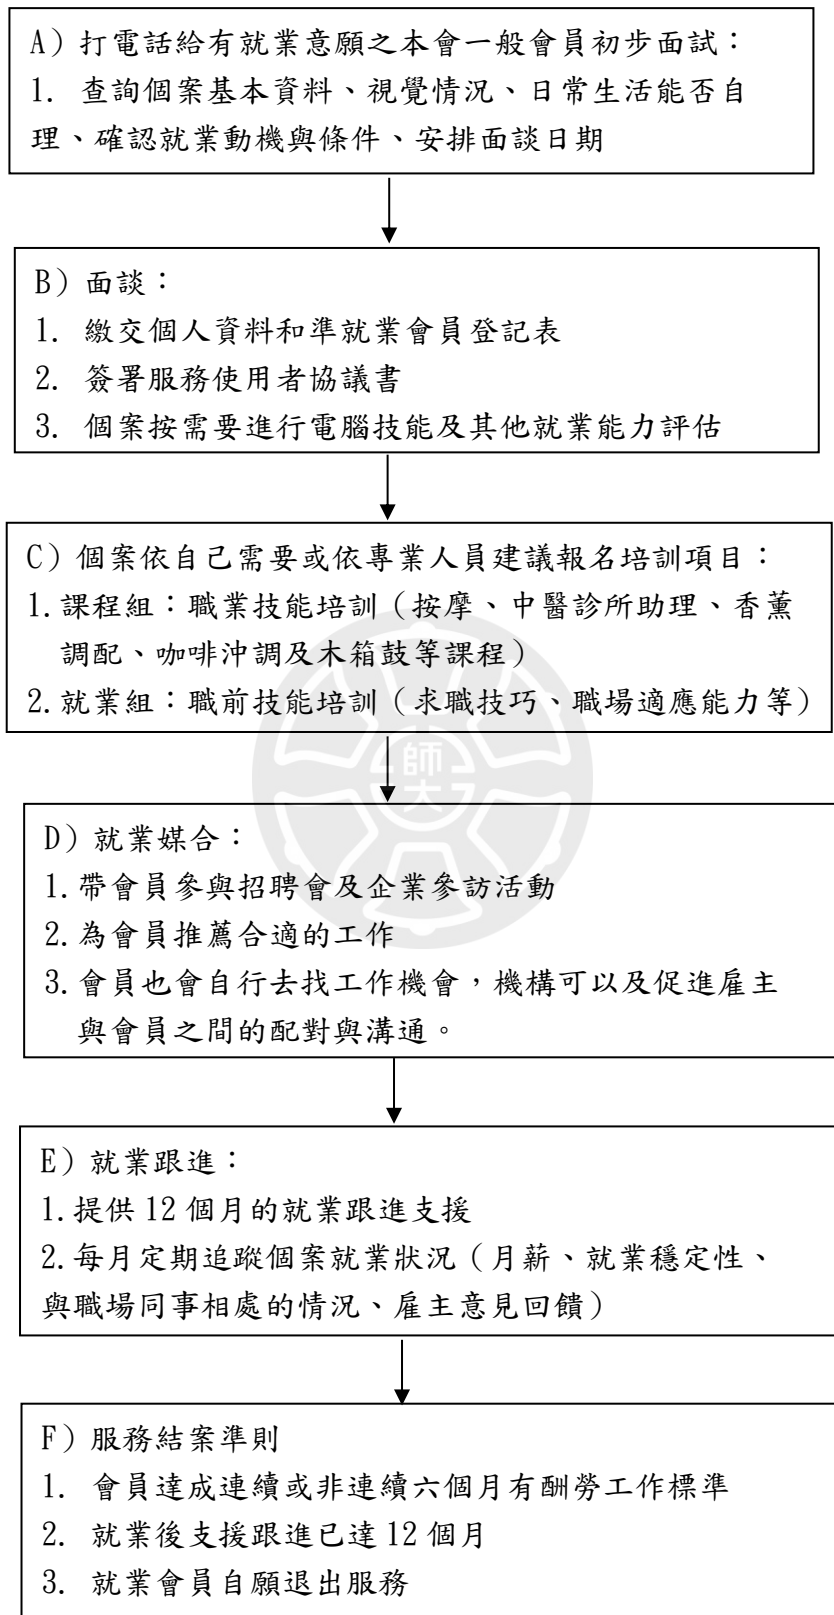 A)打電話給有就業意願之本會一般會員初步面試：
1. 查詢個案基本資料、視覺情況、日常生活能否自
理、確認就業動機與條件、安排面談日期
B)面談：
1. 繳交個人資料和準就業會員登記表
2. 簽署服務使用者協議書
3. 個案按需要進行電腦技能及其他就業能力評估
C)個案依自己需要或依專業人員建議報名培訓項目：
1.課程組：職業技能培訓（按摩、中醫診所助理、香薰
調配、咖啡沖調及木箱鼓等課程）
2.就業組：職前技能培訓（求職技巧、職場適應能力等）
師大
D)就業媒合：
1.帶會員參與招聘會及企業參訪活動
2.為會員推薦合適的工作
3.會員也會自行去找工作機會，機構可以及促進雇主
與會員之間的配對與溝通。
E)就業跟進：
1.提供 12 個月的就業跟進支援
2.每月定期追蹤個案就業狀況（月薪、就業穩定性、
與職場同事相處的情況、雇主意見回饋）
F)服務結案準則
1. 會員達成連續或非連續六個月有酬勞工作標準
2. 就業後支援跟進已達 12 個月
3. 就業會員自願退出服務